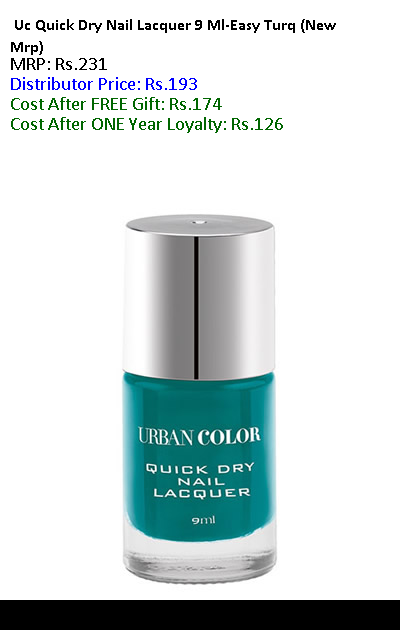 Uc Quick Dry Nail Lacquer 9 Ml-Easy Turq (New
Mrp)
MRP: Rs.231
Distributor Price: Rs.193
Cost After FREE Gift: Rs.174
Cost After ONE Year Loyalty: Rs.126
URBAN COLOR
QUICK DRY
NAIL
LACQUER
9ml